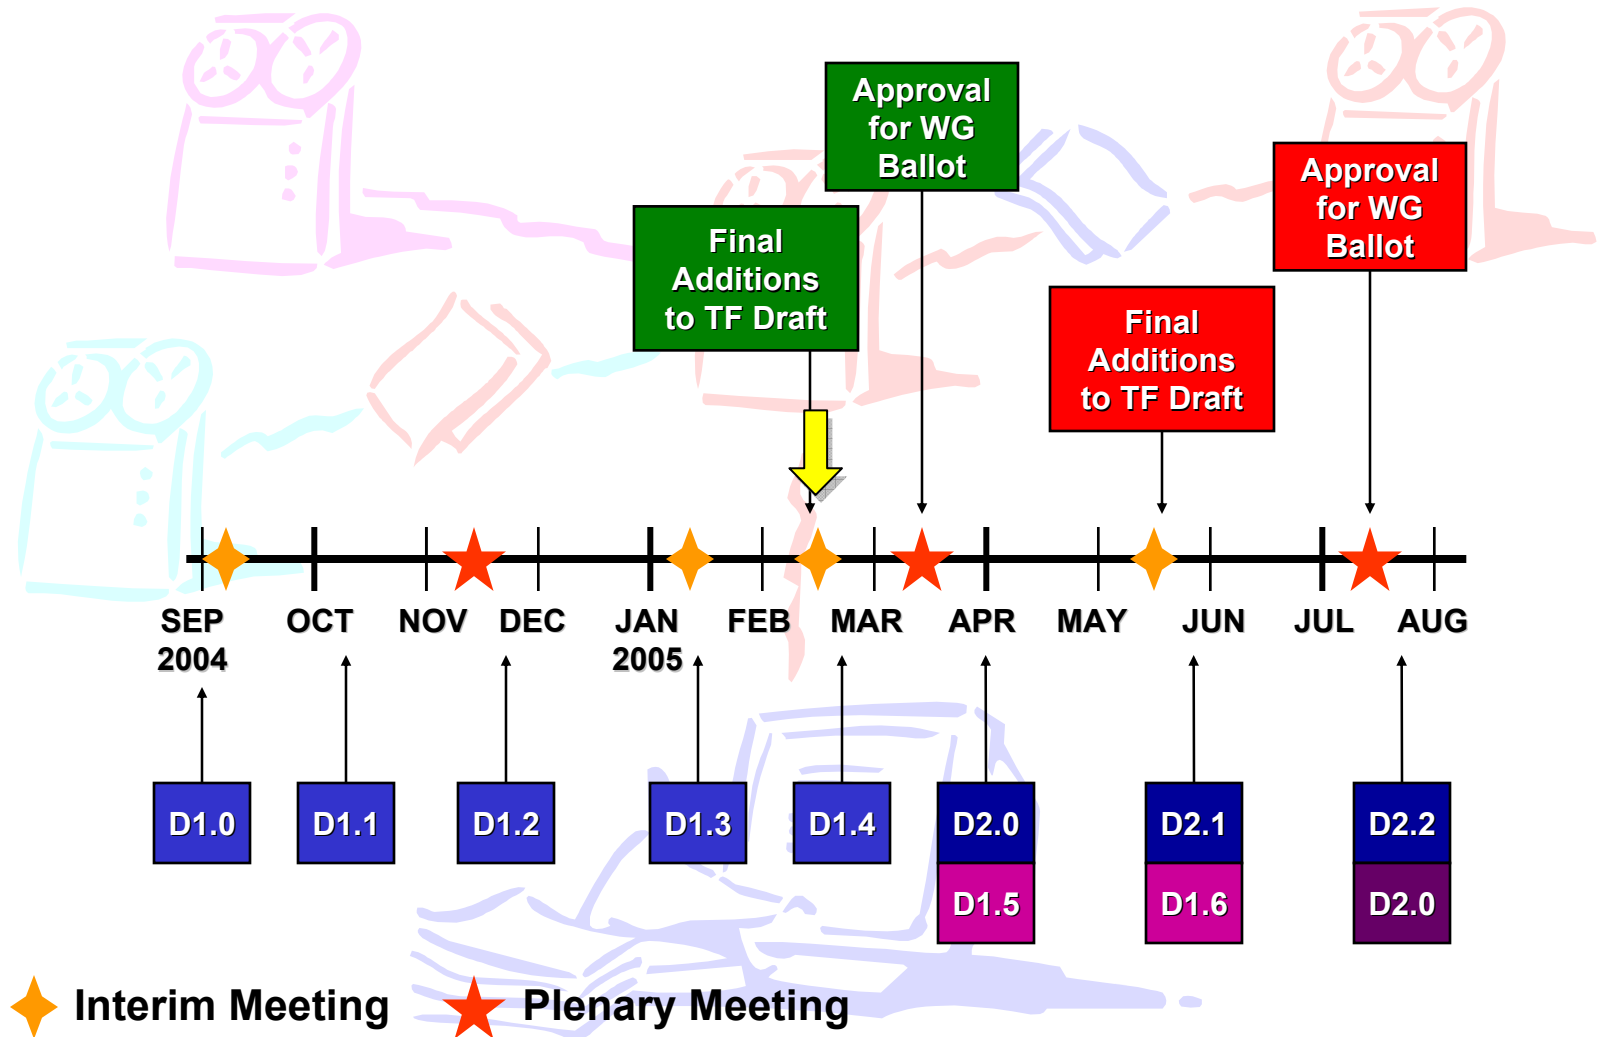 Approval
for WG
Ballot
Approval
for WG
Ballot
Final
Additions
to TF Draft
Final
Additions
to TF Draft
SEP OCT NOV DEC JAN FEB MAR APR MAY JUN JUL AUG
2004 2005
D1.0 D1.1 D1.2 D1.3 D1.4 D2.0 D2.1 D2.2
D1.5 D1.6 D2.0
Interim Meeting Plenary Meeting